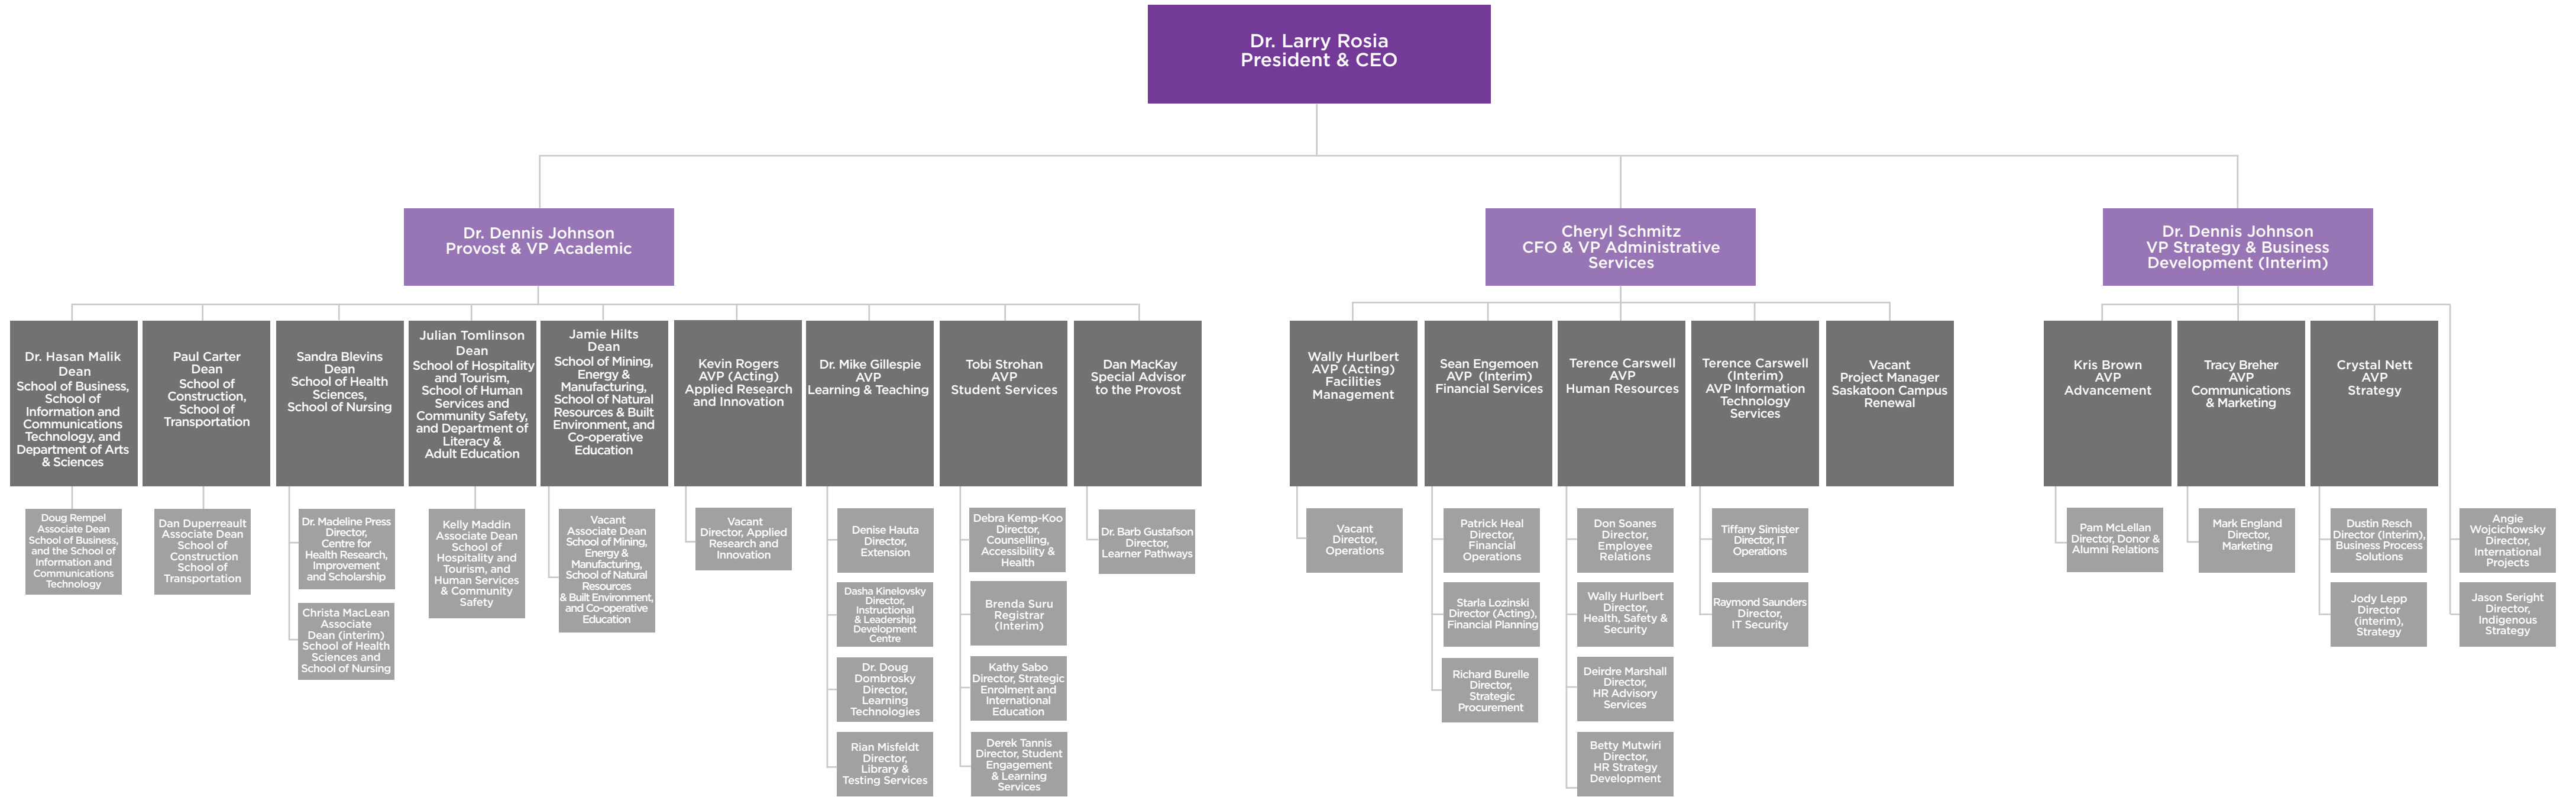 Dr. Larry Rosia
President & CEO
Dr. Dennis Johnson
Provost & VP Academic
Cheryl Schmitz
CFO & VP Administrative
Services
Dr. Dennis Johnson
VP Strategy & Business
Development (Interim)
Dr. Hasan Malik
Dean
School of Business,
School of
Information and
Communications
Technology, and
Department of Arts
& Sciences
Paul Carter
Dean
School of
Construction,
School of
Transportation
Sandra Blevins
Dean
School of Health
Sciences,
School of Nursing
Julian Tomlinson
Dean
School of Hospitality
and Tourism,
School of Human
Services and
Community Safety,
and Department of
Literacy &
Adult Education
Jamie Hilts
Dean
School of Mining,
Energy &
Manufacturing,
School of Natural
Resources & Built
Environment, and
Co-operative
Education
Kevin Rogers
AVP (Acting)
Applied Research
and Innovation
Dr. Mike Gillespie
AVP
Learning & Teaching
Tobi Strohan
AVP
Student Services
Dan MacKay
Special Advisor
to the Provost
Wally Hurlbert
AVP (Acting)
Facilities
Management
Sean Engemoen
AVP (Interim)
Financial Services
Terence Carswell
AVP
Human Resources
Terence Carswell
(Interim)
AVP Information
Technology
Services
Vacant
Project Manager
Saskatoon Campus
Renewal
Kris Brown
AVP
Advancement
Tracy Breher
AVP
Communications
& Marketing
Crystal Nett
AVP
Strategy
Doug Rempel
Associate Dean
School of Business,
and the School of
Information and
Communications
Technology
Dan Duperreault
Associate Dean
School of
Construction
School of
Transportation
Dr. Madeline Press
Director,
Centre for
Health Research,
Improvement
and Scholarship
Christa MacLean
Associate
Dean (interim)
School of Health
Sciences and
School of Nursing
Kelly Maddin
Associate Dean
School of
Hospitality and
Tourism, and
Human Services
& Community
Safety
Vacant
Associate Dean
School of Mining,
Energy &
Manufacturing,
School of Natural
Resources
& Built Environment,
and Co-operative
Education
Vacant
Director, Applied
Research and
Innovation
Denise Hauta
Director,
Extension
Dasha Kinelovsky
Director,
Instructional
& Leadership
Development
Centre
Dr. Doug
Dombrosky
Director,
Learning
Technologies
Rian Misfeldt
Director,
Library &
Testing Services
Debra Kemp-Koo
Director,
Counselling,
Accessibility &
Health
Brenda Suru
Registrar
(Interim)
Kathy Sabo
Director, Strategic
Enrolment and
International
Education
Derek Tannis
Director, Student
Engagement
& Learning
Services
Dr. Barb Gustafson
Director,
Learner Pathways
Vacant
Director,
Operations
Patrick Heal
Director,
Financial
Operations
Starla Lozinski
Director (Acting),
Financial Planning
Richard Burelle
Director,
Strategic
Procurement
Don Soanes
Director,
Employee
Relations
Wally Hurlbert
Director,
Health, Safety &
Security
Deirdre Marshall
Director,
HR Advisory
Services
Betty Mutwiri
Director,
HR Strategy
Development
Tiffany Simister
Director, IT
Operations
Raymond Saunders
Director,
IT Security
Pam McLellan
Director, Donor &
Alumni Relations
Mark England
Director,
Marketing
Dustin Resch
Director (Interim),
Business Process
Solutions
Jody Lepp
Director
(interim),
Strategy
Angie
Wojcichowsky
Director,
International
Projects
Jason Seright
Director,
Indigenous
Strategy